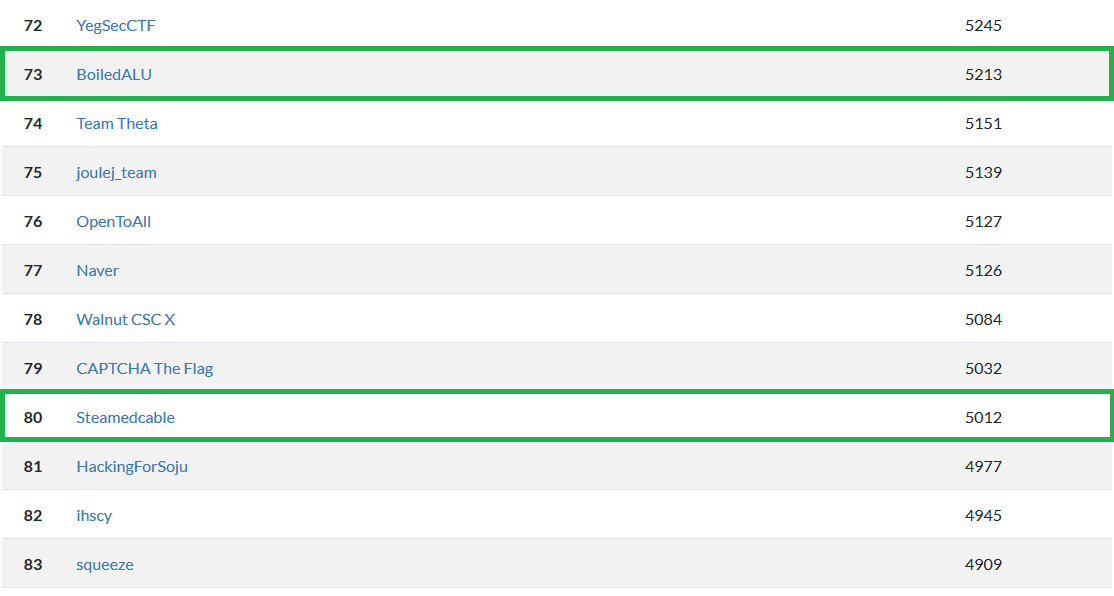 72 YegSecCTF 5245
73 BoiledALU 5213
74 Team Theta 5151
75 joulej_team 5139
76 OpenToAll 5127
77 Naver 5126
78 Walnut CSC X 5084
79 CAPTCHA The Flag 5032
80 Steamedcable 5012
81 HackingForSoju 4977
82 ihscy 4945
83 squeeze 4909